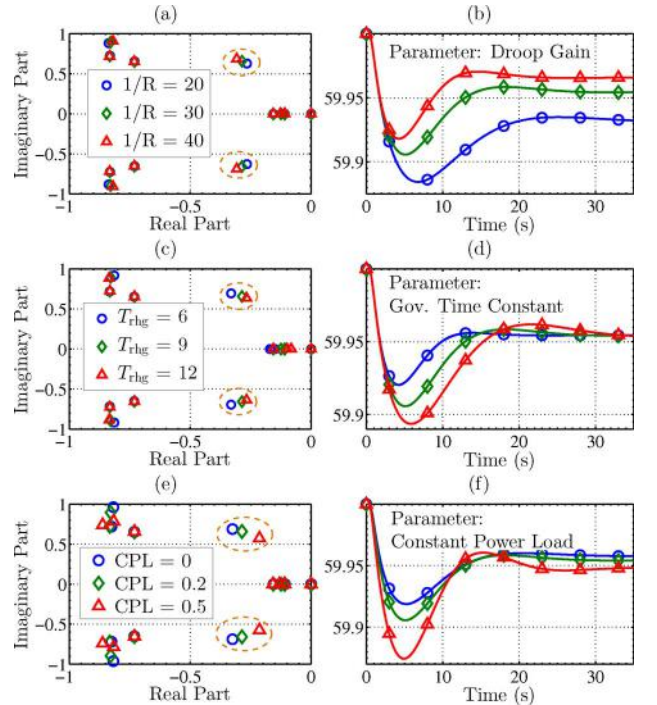 (a)
(b)
Imaginary Part
1
0.5
0
−0.5
−1
1/R = 20
1/R = 30
1/R = 40
−1
−0.5
0
Real Part
Parameter: Droop Gain
59.95
59.9
0
10
20
30
Time (s)
(c)
(d)
Imaginary Part
1
0.5
0
−0.5
−1
Trhg = 6
Trhg = 9
Trhg = 12
−1
−0.5
0
Real Part
Parameter:
Gov. Time Constant
59.95
59.9
0
10
20
30
Time (s)
(e)
(f)
Imaginary Part
1
0.5
0
−0.5
−1
CPL = 0
CPL = 0.2
CPL = 0.5
−1
−0.5
0
Real Part
Parameter:
Constant Power Load
59.95
59.9
0
10
20
30
Time (s)